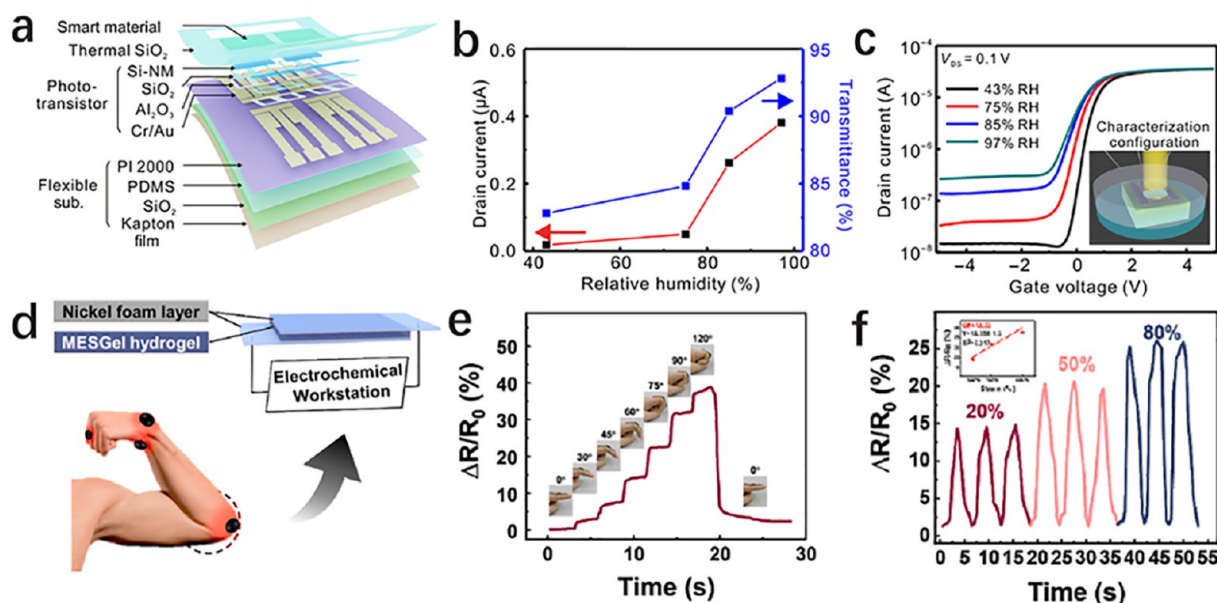 a
Smart material
Thermal SiO₂
Photo-
transistor
Si-NM
SiO₂
Al₂O₃
Cr/Au
Flexible
sub.
PI 2000
PDMS
SiO₂
Kapton
film
b
Drain current (μA)
0.6
0.4
0.2
0.0
95
90
85
80
Transmittance
(%)
40 60 80 100
Relative humidity (%)
c
Drain current (A)
10⁻⁴
10⁻⁵
10⁻⁶
10⁻⁷
10⁻⁸
V_DS = 0.1 V
43% RH
75% RH
85% RH
97% RH
Characterization
configuration
−4 −2 0 2 4
Gate voltage (V)
d
Nickel foam layer
MESGel hydrogel
Electrochemical
Workstation
e
ΔR/R₀ (%)
50
40
30
20
10
0
0°
30°
45°
60°
75°
90°
120°
0°
0 10 20 30
Time (s)
f
ΔR/R₀ (%)
25
20
15
10
5
0
20%
50%
80%
0 5 10 15 20 25 30 35 40 45 50 55
Time (s)